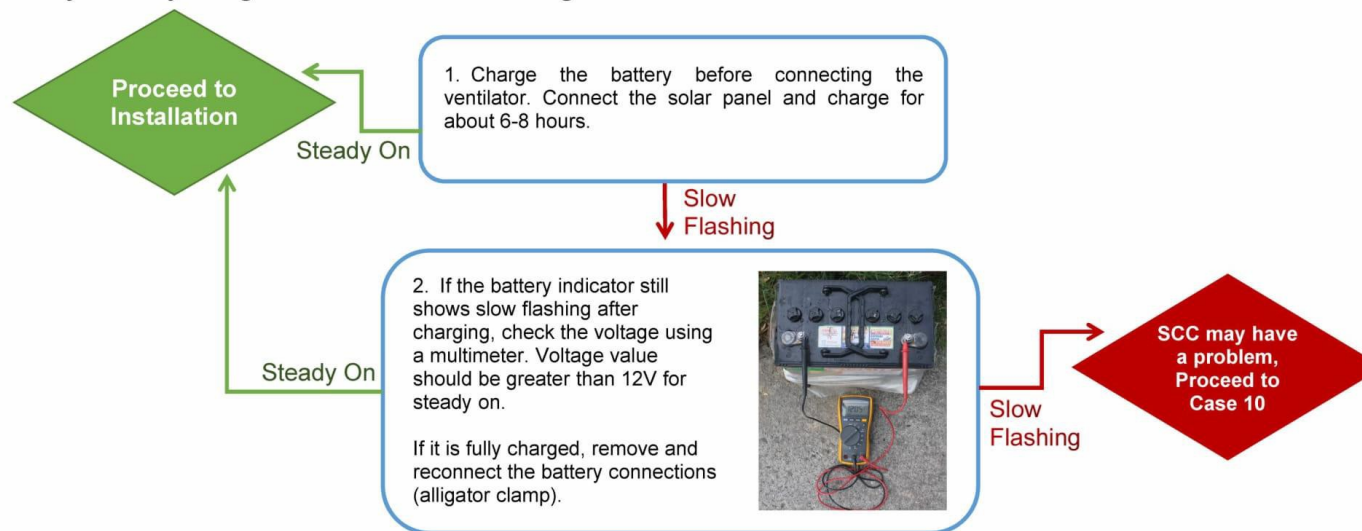 Proceed to
Installation
1. Charge the battery before connecting the
ventilator. Connect the solar panel and charge for
about 6-8 hours.
Steady On
Slow
Flashing
2. If the battery indicator still
shows slow flashing after
charging, check the voltage using
a multimeter. Voltage value
should be greater than 12V for
steady on.
If it is fully charged, remove and
reconnect the battery connections
(alligator clamp).
Steady On
Slow
Flashing
SCC may have
a problem,
Proceed to
Case 10